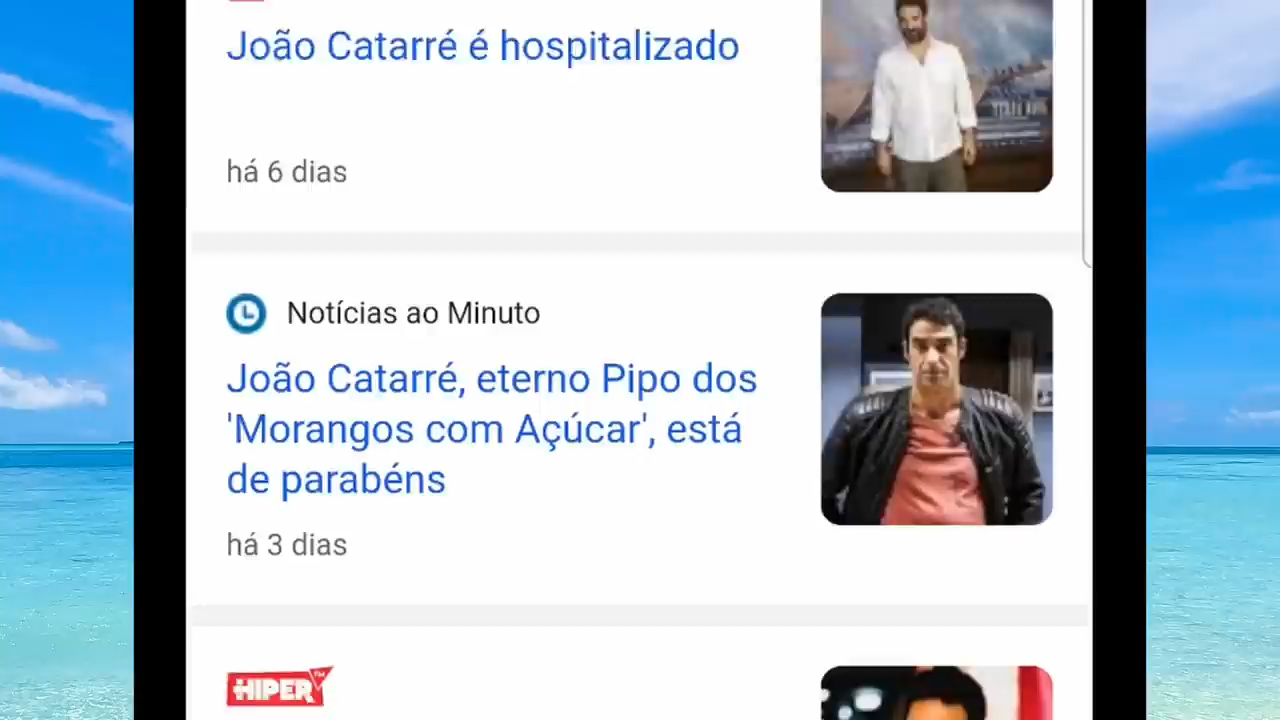 João Catarré é hospitalizado
há 6 dias
Notícias ao Minuto
João Catarré, eterno Pipo dos
'Morangos com Açúcar', está
de parabéns
há 3 dias
HIPER